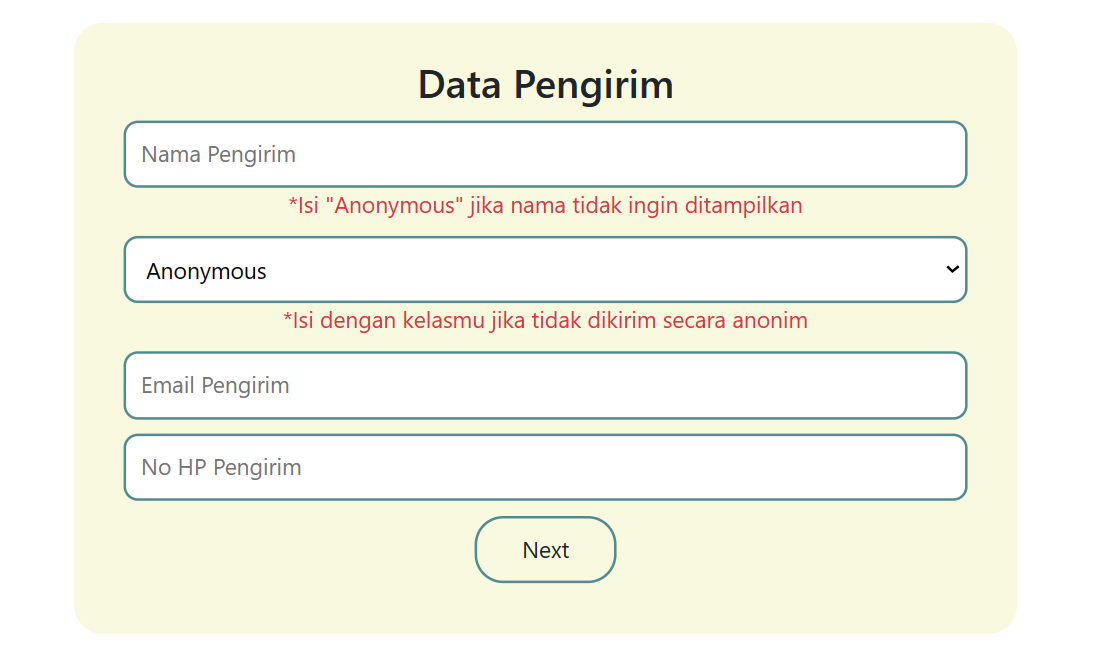 Data Pengirim
Nama Pengirim
*Isi "Anonymous" jika nama tidak ingin ditampilkan
Anonymous
*Isi dengan kelasmu jika tidak dikirim secara anonim
Email Pengirim
No HP Pengirim
Next